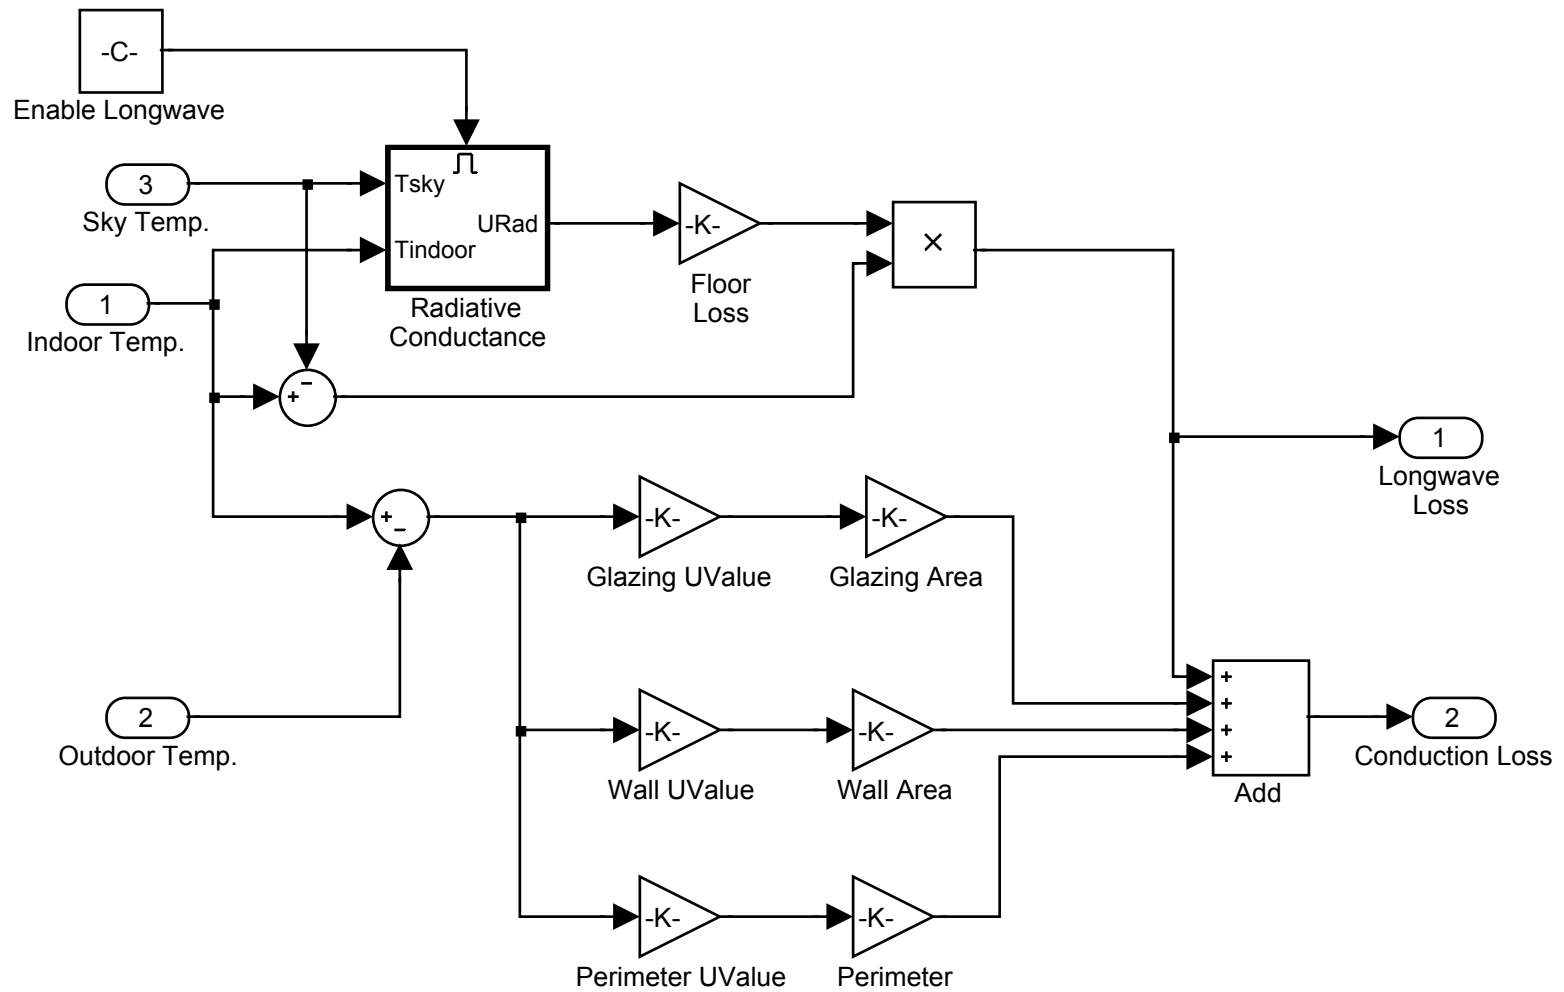 -C-
Enable Longwave
3
Sky Temp.
Tsky
URad
Tindoor
Radiative
Conductance
-K-
Floor
Loss
×
1
Indoor Temp.
+
−
1
Longwave
Loss
+
−
-K-
Glazing UValue
-K-
Glazing Area
2
Outdoor Temp.
-K-
Wall UValue
-K-
Wall Area
+
+
+
+
Add
2
Conduction Loss
-K-
Perimeter UValue
-K-
Perimeter